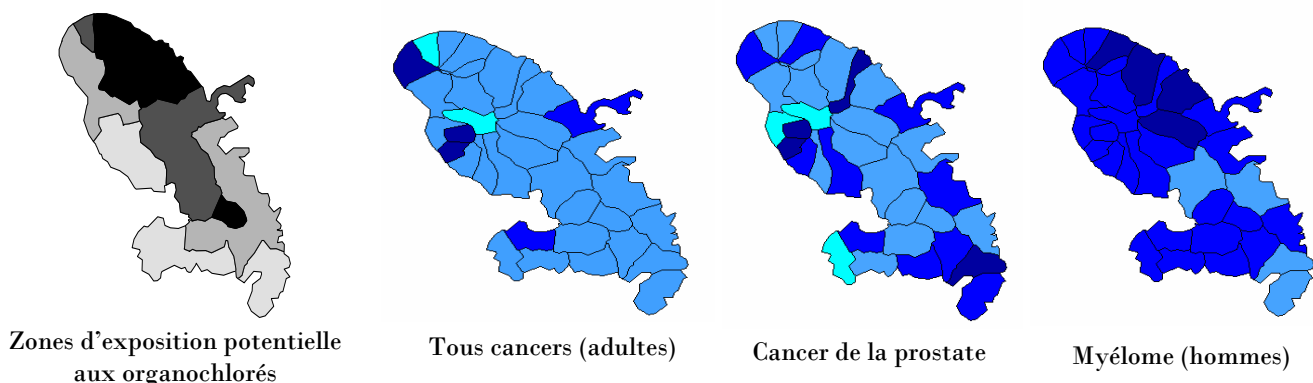 Zones d'exposition potentielle
aux organochlorés
Tous cancers (adultes)
Cancer de la prostate
Myélome (hommes)